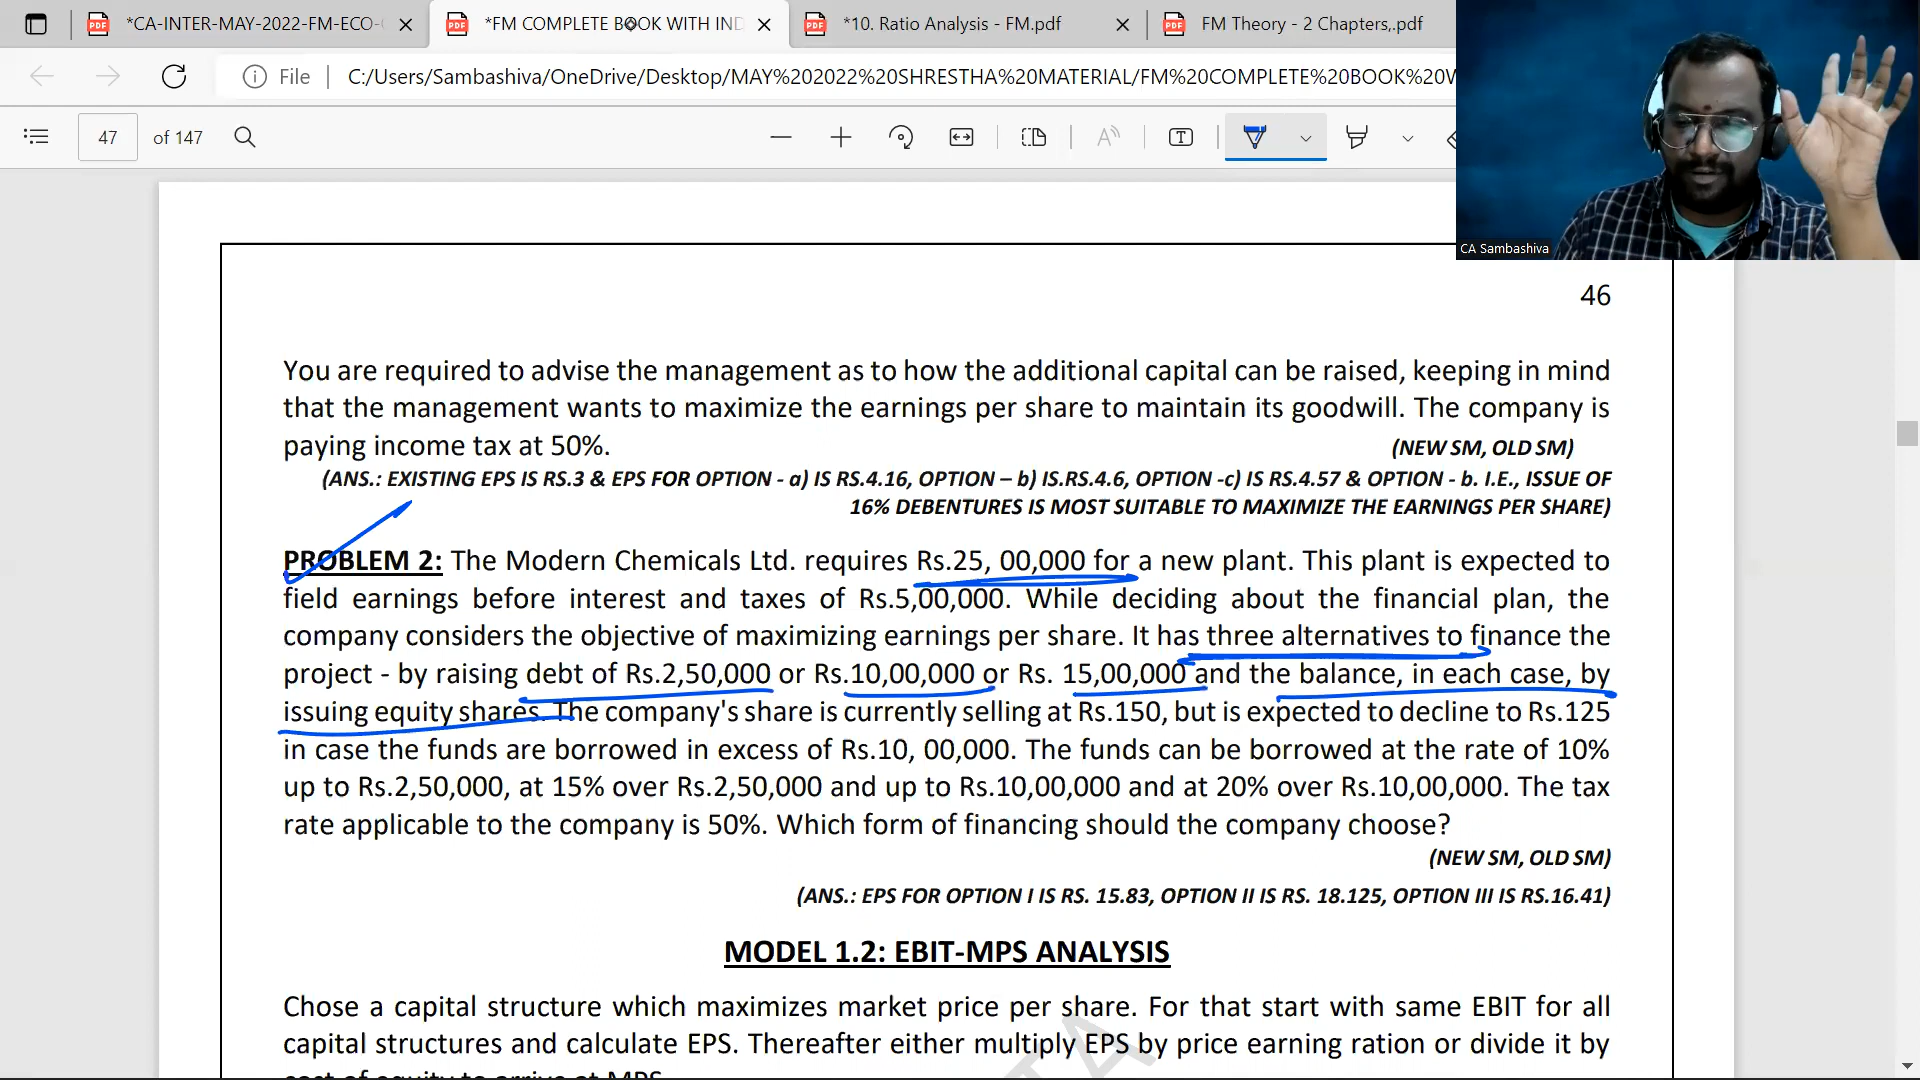 *CA-INTER-MAY-2022-FM-ECO-
*FM COMPLETE BOOK WITH IND
*10. Ratio Analysis - FM.pdf
FM Theory - 2 Chapters,.pdf
File
C:/Users/Sambashiva/OneDrive/Desktop/MAY%202022%20SHRESTHA%20MATERIAL/FM%20COMPLETE%20BOOK%20W
47 of 147
CA Sambashiva
46
You are required to advise the management as to how the additional capital can be raised, keeping in mind
that the management wants to maximize the earnings per share to maintain its goodwill. The company is
paying income tax at 50%. (NEW SM, OLD SM)
(ANS.: EXISTING EPS IS RS.3 & EPS FOR OPTION - a) IS RS.4.16, OPTION – b) IS.RS.4.6, OPTION -c) IS RS.4.57 & OPTION - b. I.E., ISSUE OF
16% DEBENTURES IS MOST SUITABLE TO MAXIMIZE THE EARNINGS PER SHARE)
PROBLEM 2: The Modern Chemicals Ltd. requires Rs.25, 00,000 for a new plant. This plant is expected to
field earnings before interest and taxes of Rs.5,00,000. While deciding about the financial plan, the
company considers the objective of maximizing earnings per share. It has three alternatives to finance the
project - by raising debt of Rs.2,50,000 or Rs.10,00,000 or Rs. 15,00,000 and the balance, in each case, by
issuing equity shares. The company's share is currently selling at Rs.150, but is expected to decline to Rs.125
in case the funds are borrowed in excess of Rs.10, 00,000. The funds can be borrowed at the rate of 10%
up to Rs.2,50,000, at 15% over Rs.2,50,000 and up to Rs.10,00,000 and at 20% over Rs.10,00,000. The tax
rate applicable to the company is 50%. Which form of financing should the company choose?
(NEW SM, OLD SM)
(ANS.: EPS FOR OPTION I IS RS. 15.83, OPTION II IS RS. 18.125, OPTION III IS RS.16.41)
MODEL 1.2: EBIT-MPS ANALYSIS
Chose a capital structure which maximizes market price per share. For that start with same EBIT for all
capital structures and calculate EPS. Thereafter either multiply EPS by price earning ration or divide it by
cost of equity to arrive at MPS.